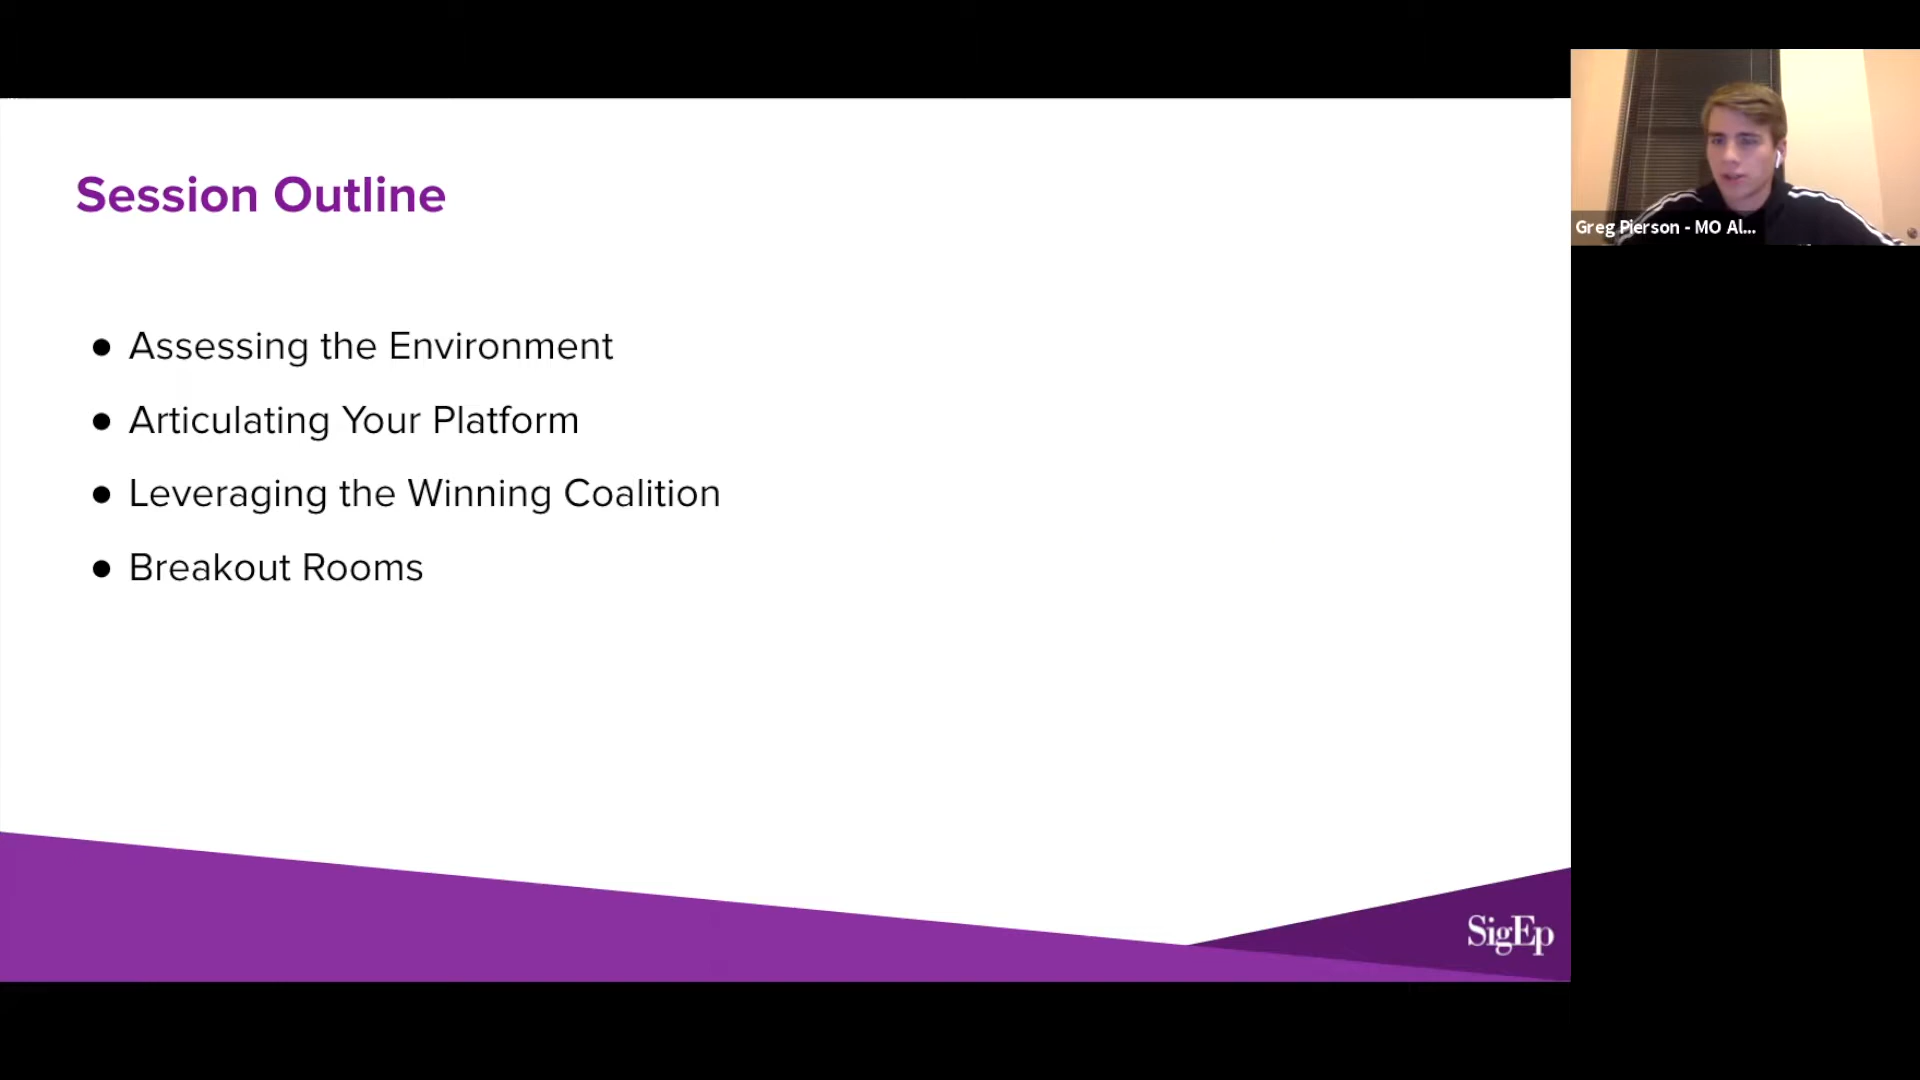 Session Outline
● Assessing the Environment
● Articulating Your Platform
● Leveraging the Winning Coalition
● Breakout Rooms
SigEp
Greg Pierson - MO Al...